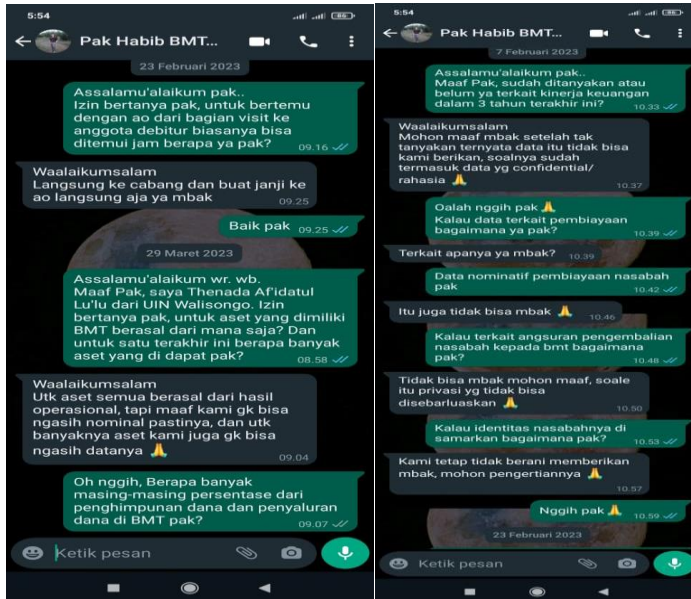 5:54
Pak Habib BMT...
23 Februari 2023
Assalamu'alaikum pak..
Izin bertanya pak, untuk bertemu
dengan ao dari bagian visit ke
anggota debitur biasanya bisa
ditemui jam berapa ya pak?
09.16
Waalaikumsalam
Langsung ke cabang dan buat janji ke
ao langsung aja ya mbak
09.25
Baik pak 09.25
29 Maret 2023
Assalamu'alaikum wr. wb.
Maaf Pak, saya Thenada Af'idatul
Lu'lu dari UIN Walisongo. Izin
bertanya pak, untuk aset yang dimiliki
BMT berasal dari mana saja? Dan
untuk satu terakhir ini berapa banyak
aset yang di dapat pak?
08.58
Waalaikumsalam
Utk aset semua berasal dari hasil
operasional, tapi maaf kami gk bisa
ngasih nominal pastinya, dan utk
banyaknya aset kami juga gk bisa
ngasih datanya 🙏
09.04
Oh nggih, Berapa banyak
masing-masing persentase dari
penghimpunan dana dan penyaluran
dana di BMT pak?
09.07
Ketik pesan
5:54
Pak Habib BMT...
7 Februari 2023
Assalamu'alaikum pak..
Maaf Pak, sudah ditanyakan atau
belum ya terkait kinerja keuangan
dalam 3 tahun terakhir ini?
10.33
Waalaikumsalam
Mohon maaf mbak setelah tak
tanyakan ternyata data itu tidak bisa
kami berikan, soalnya sudah
termasuk data yg confidential/
rahasia 🙏
10.37
Oalah nggih pak 🙏
Kalau data terkait pembiayaan
bagaimana ya pak?
10.39
Terkait apanya ya mbak? 10.39
Data nominatif pembiayaan nasabah
pak
10.42
Itu juga tidak bisa mbak 🙏
10.46
Kalau terkait angsuran pengembalian
nasabah kepada bmt bagaimana
pak?
10.48
Tidak bisa mbak mohon maaf, soale
itu privasi yg tidak bisa
disebarluaskan 🙏
10.50
Kalau identitas nasabahnya di
samarkan bagaimana pak?
10.53
Kami tetap tidak berani memberikan
mbak, mohon pengertiannya 🙏
10.57
Nggih pak 🙏 10.59
23 Februari 2023
Ketik pesan